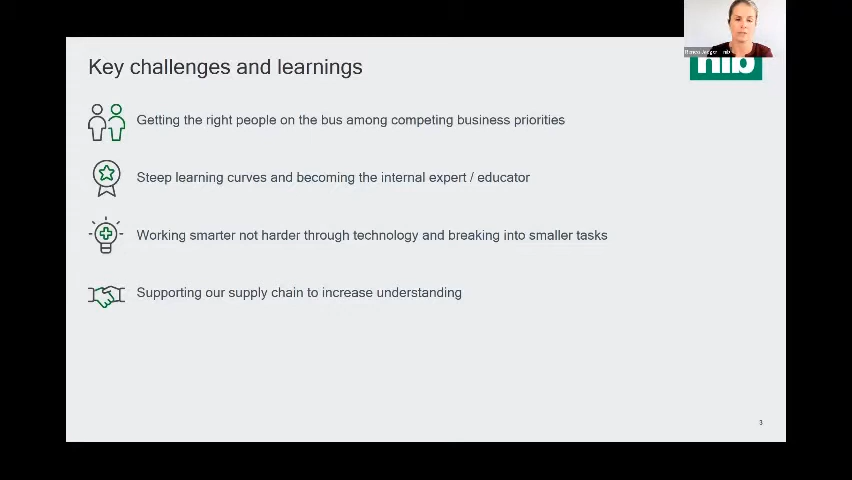 Key challenges and learnings
nib
Getting the right people on the bus among competing business priorities
Steep learning curves and becoming the internal expert / educator
Working smarter not harder through technology and breaking into smaller tasks
Supporting our supply chain to increase understanding
3